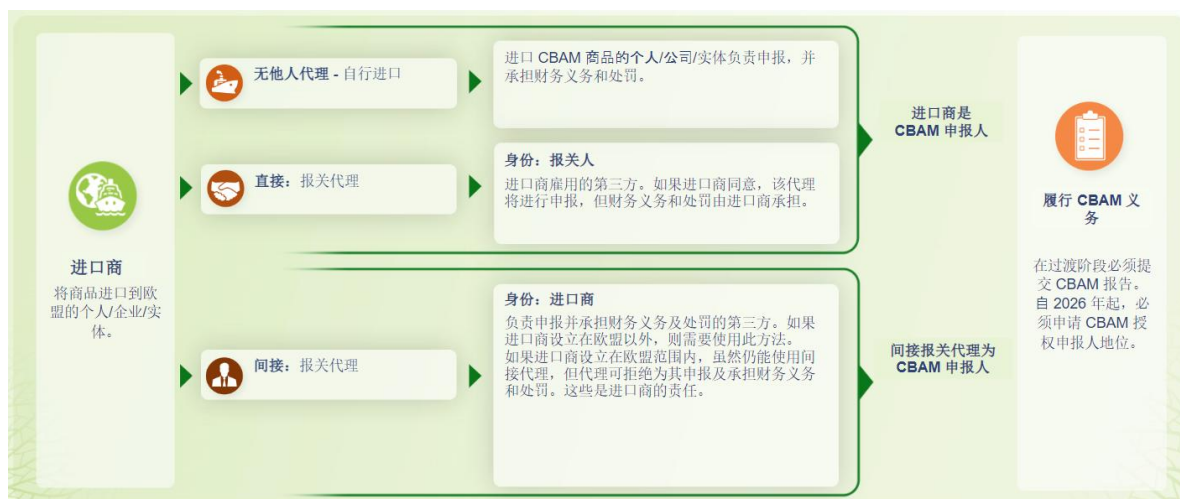 进口商
将商品进口到欧
盟的个人/企业/实
体。
无他人代理 - 自行进口
进口 CBAM 商品的个人/公司/实体负责申报，并
承担财务义务和处罚。
直接：报关代理
身份：报关人
进口商雇用的第三方。如果进口商同意，该代理
将进行申报，但财务义务和处罚由进口商承担。
进口商是
CBAM 申报人
间接：报关代理
身份：进口商
负责申报并承担财务义务及处罚的第三方。如果
进口商设立在欧盟以外，则需要使用此方法。
如果进口商设立在欧盟范围内，虽然仍能使用间
接代理，但代理可拒绝为其申报及承担财务义务
和处罚。这些是进口商的责任。
间接报关代理为
CBAM 申报人
履行 CBAM 义
务
在过渡阶段必须提
交 CBAM 报告。
自 2026 年起，必
须申请 CBAM 授
权申报人地位。